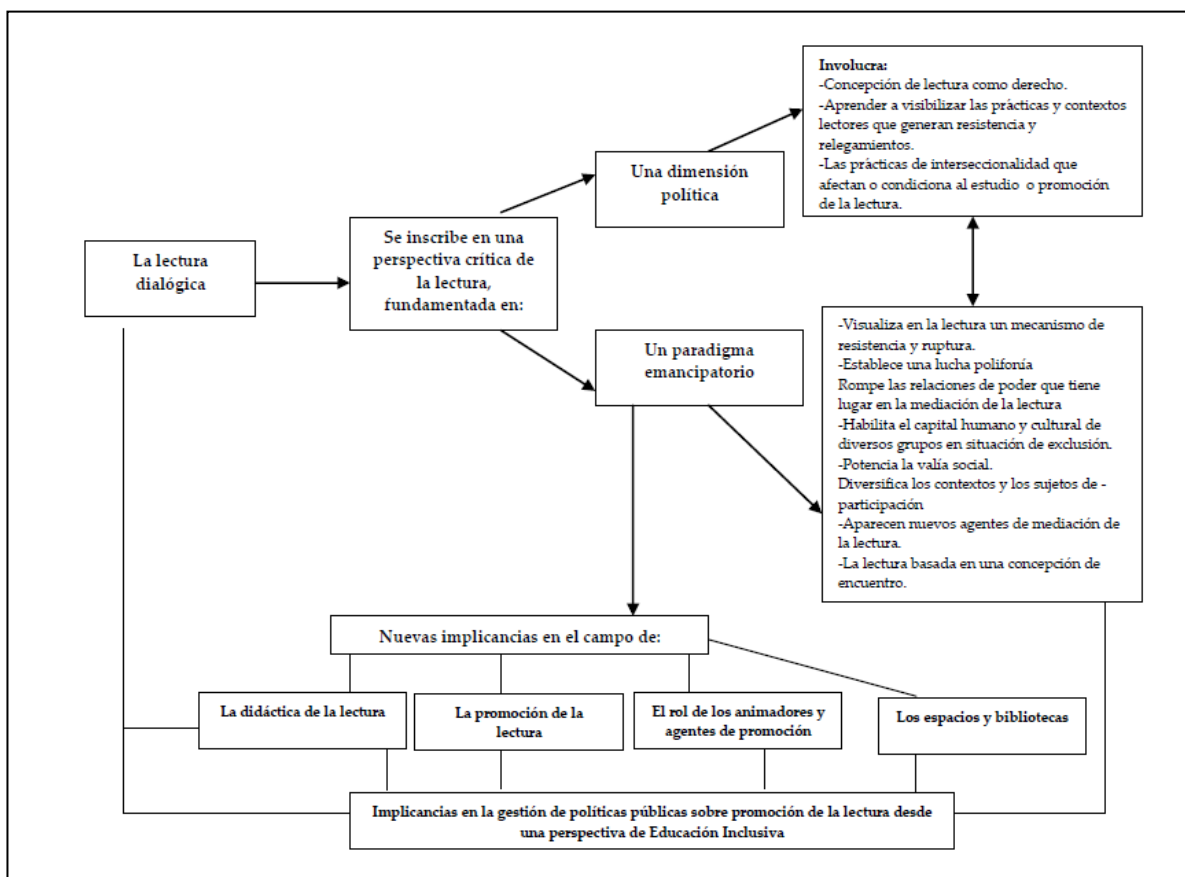 La lectura
dialógica
Se inscribe en una
perspectiva crítica de
la lectura,
fundamentada en:
Una dimensión
política
Involucra:
-Concepción de lectura como derecho.
-Aprender a visibilizar las prácticas y contextos
lectores que generan resistencia y
relegamientos.
-Las prácticas de interseccionalidad que
afectan o condiciona al estudio o promoción
de la lectura.
Un paradigma
emancipatorio
-Visualiza en la lectura un mecanismo de
resistencia y ruptura.
-Establece una lucha polifonía
Rompe las relaciones de poder que tiene
lugar en la mediación de la lectura
-Habilita el capital humano y cultural de
diversos grupos en situación de exclusión.
-Potencia la valía social.
Diversifica los contextos y los sujetos de -
participación
-Aparecen nuevos agentes de mediación de
la lectura.
-La lectura basada en una concepción de
encuentro.
Nuevas implicancias en el campo de:
La didáctica de la lectura
La promoción de la
lectura
El rol de los animadores y
agentes de promoción
Los espacios y bibliotecas
Implicancias en la gestión de políticas públicas sobre promoción de la lectura desde
una perspectiva de Educación Inclusiva